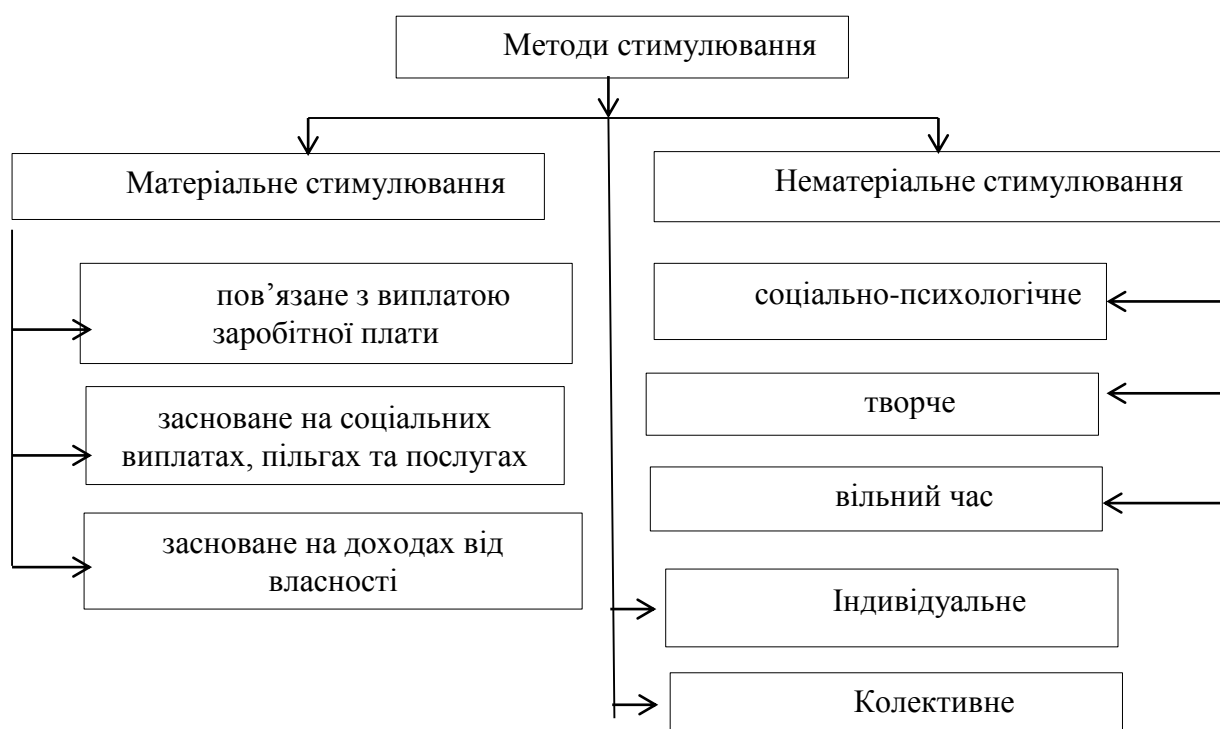 Методи стимулювання
Матеріальне стимулювання
Нематеріальне стимулювання
пов’язане з виплатою
заробітної плати
засноване на соціальних
виплатах, пільгах та послугах
засноване на доходах від
власності
соціально-психологічне
творче
вільний час
Індивідуальне
Колективне